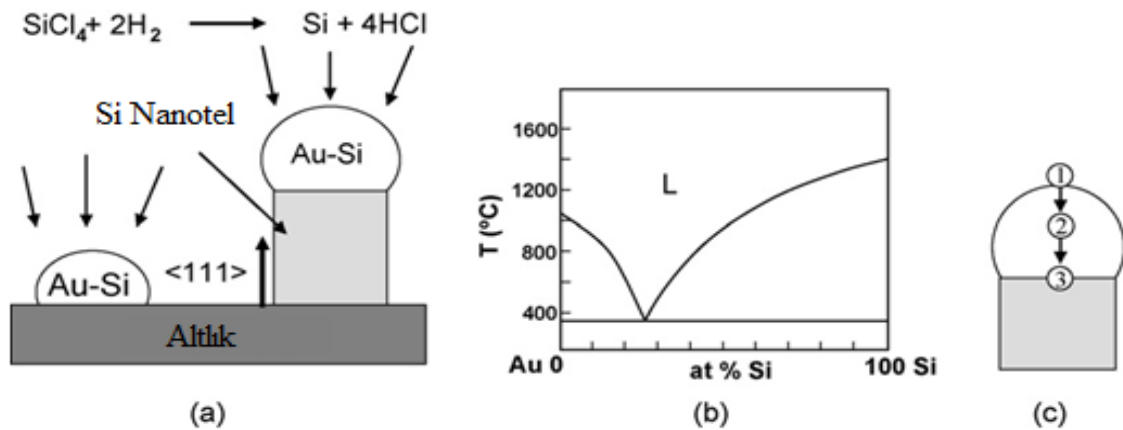 SiCl₄+ 2H₂ Si + 4HCl
Si Nanotel
Au-Si
Au-Si
<111>
Altlık
(a)
1600
1200
800
400
T (ºC)
L
Au 0 at % Si 100 Si
(b)
1
2
3
(c)